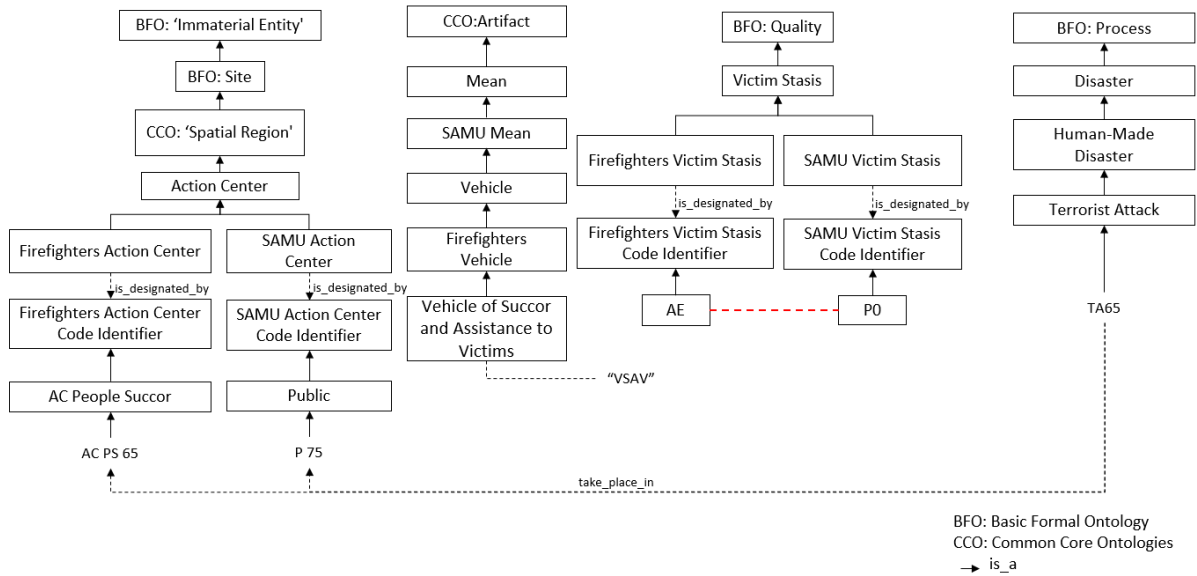 BFO: ‘Immaterial Entity'
BFO: Site
CCO: ‘Spatial Region'
Action Center
Firefighters Action Center
SAMU Action
Center
is_designated_by
is_designated_by
Firefighters Action Center
Code Identifier
SAMU Action Center
Code Identifier
AC People Succor
Public
AC PS 65
P 75
CCO:Artifact
Mean
SAMU Mean
Vehicle
Firefighters
Vehicle
Vehicle of Succor
and Assistance to
Victims
“VSAV”
BFO: Quality
Victim Stasis
Firefighters Victim Stasis
SAMU Victim Stasis
is_designated_by
is_designated_by
Firefighters Victim Stasis
Code Identifier
SAMU Victim Stasis
Code Identifier
AE
P0
BFO: Process
Disaster
Human-Made
Disaster
Terrorist Attack
TA65
take_place_in
BFO: Basic Formal Ontology
CCO: Common Core Ontologies
is_a